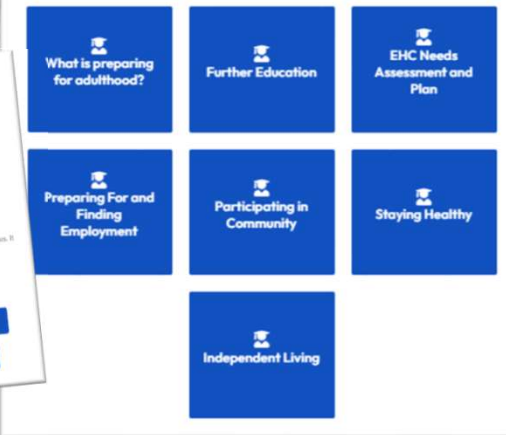 What is preparing
for adulthood?
Further Education
EHC Needs
Assessment and
Plan
Preparing For and
Finding
Employment
Participating in
Community
Staying Healthy
Independent Living